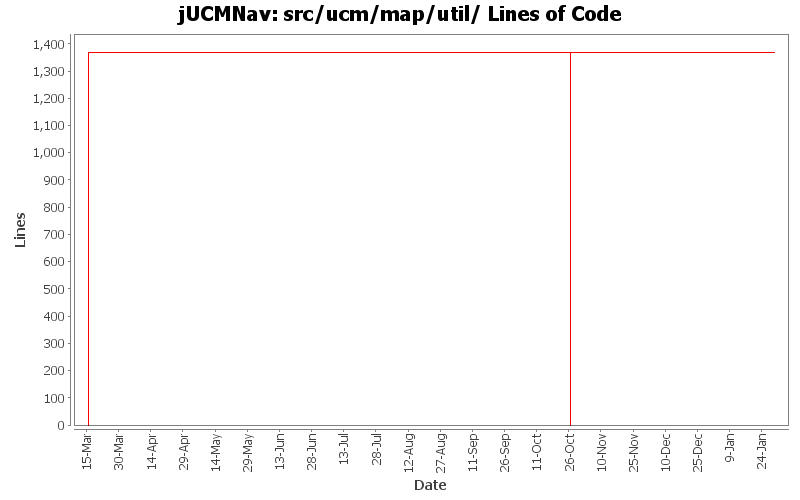 jUCMNav: src/ucm/map/util/ Lines of Code
Lines
1,400
1,300
1,200
1,100
1,000
900
800
700
600
500
400
300
200
100
0
15-Mar
30-Mar
14-Apr
29-Apr
14-May
29-May
13-Jun
28-Jun
13-Jul
28-Jul
12-Aug
27-Aug
11-Sep
26-Sep
11-Oct
26-Oct
10-Nov
25-Nov
10-Dec
25-Dec
9-Jan
24-Jan
Date